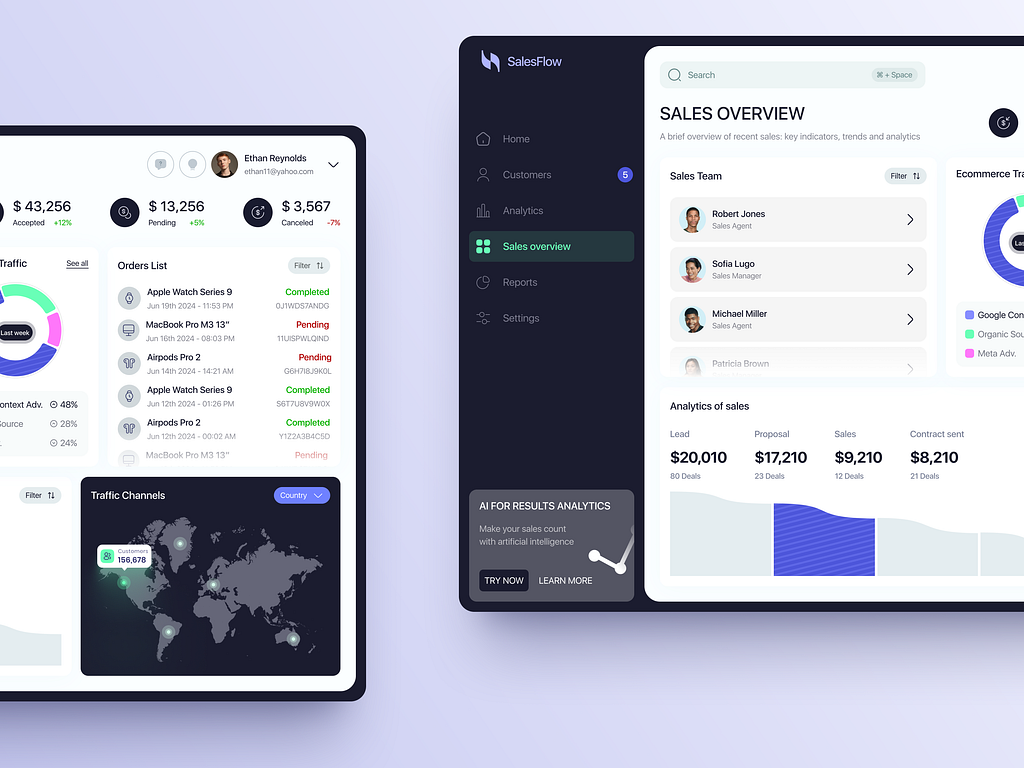 Ethan Reynolds
ethan11@yahoo.com
$ 43,256
Accepted +12%
$ 13,256
Pending +5%
$ 3,567
Canceled -7%
Traffic
See all
Last week
ontext Adv. 48%
Source 28%
24%
Orders List
Filter
Apple Watch Series 9 Completed
Jun 19th 2024 - 11:53 PM 0J1WDS7ANDG
MacBook Pro M3 13” Pending
Jun 16th 2024 - 08:03 PM 11UISPWLQIND
Airpods Pro 2 Pending
Jun 14th 2024 - 14:21 AM G6H7I8J9K0L
Apple Watch Series 9 Completed
Jun 12th 2024 - 01:26 PM S6T7U8V9W0X
Airpods Pro 2 Completed
Jun 12th 2024 - 00:02 AM Y1Z2A3B4C5D
MacBook Pro M3 13” Pending
Filter
Traffic Channels
Country
Customers
156,678
SalesFlow
Home
Customers
5
Analytics
Sales overview
Reports
Settings
AI FOR RESULTS ANALYTICS
Make your sales count
with artificial intelligence
TRY NOW
LEARN MORE
Search
⌘ + Space
SALES OVERVIEW
A brief overview of recent sales: key indicators, trends and analytics
Sales Team
Filter
Robert Jones
Sales Agent
Sofia Lugo
Sales Manager
Michael Miller
Sales Agent
Patricia Brown
Ecommerce Tra
Las
Google Con
Organic Sou
Meta Adv.
Analytics of sales
Lead
$20,010
80 Deals
Proposal
$17,210
23 Deals
Sales
$9,210
12 Deals
Contract sent
$8,210
21 Deals